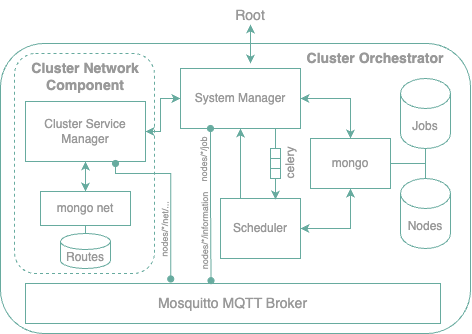 Root
Cluster Orchestrator
Cluster Network
Component
System Manager
Cluster Service
Manager
Jobs
nodes/*/job
celery
mongo
mongo net
nodes/*/net/...
nodes/*/information
Scheduler
Nodes
Routes
Mosquitto MQTT Broker